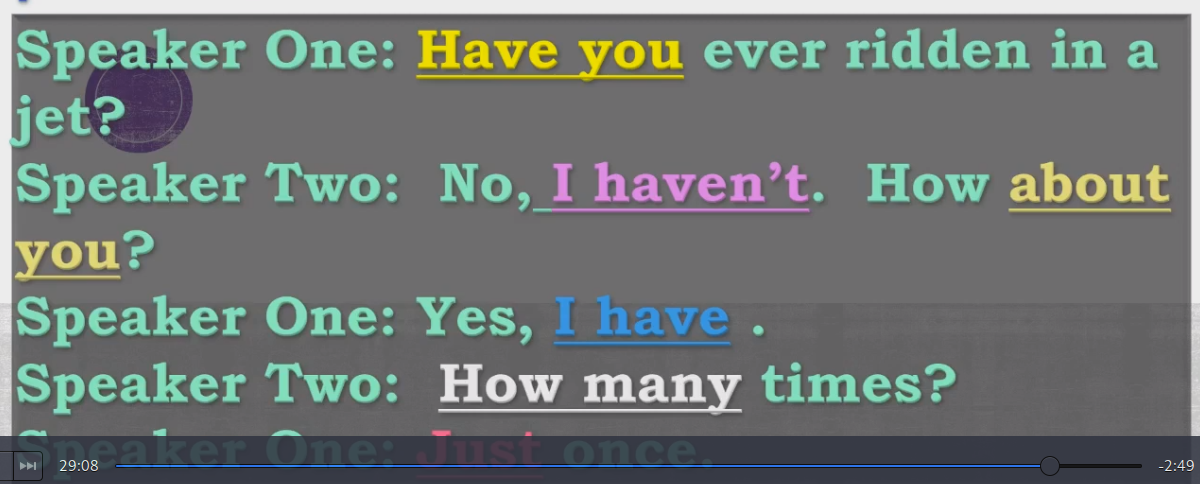 Speaker One: Have you ever ridden in a
jet?
Speaker Two: No, I haven’t. How about
you?
Speaker One: Yes, I have .
Speaker Two: How many times?
Speaker One: Just once.
29:08 -2:49